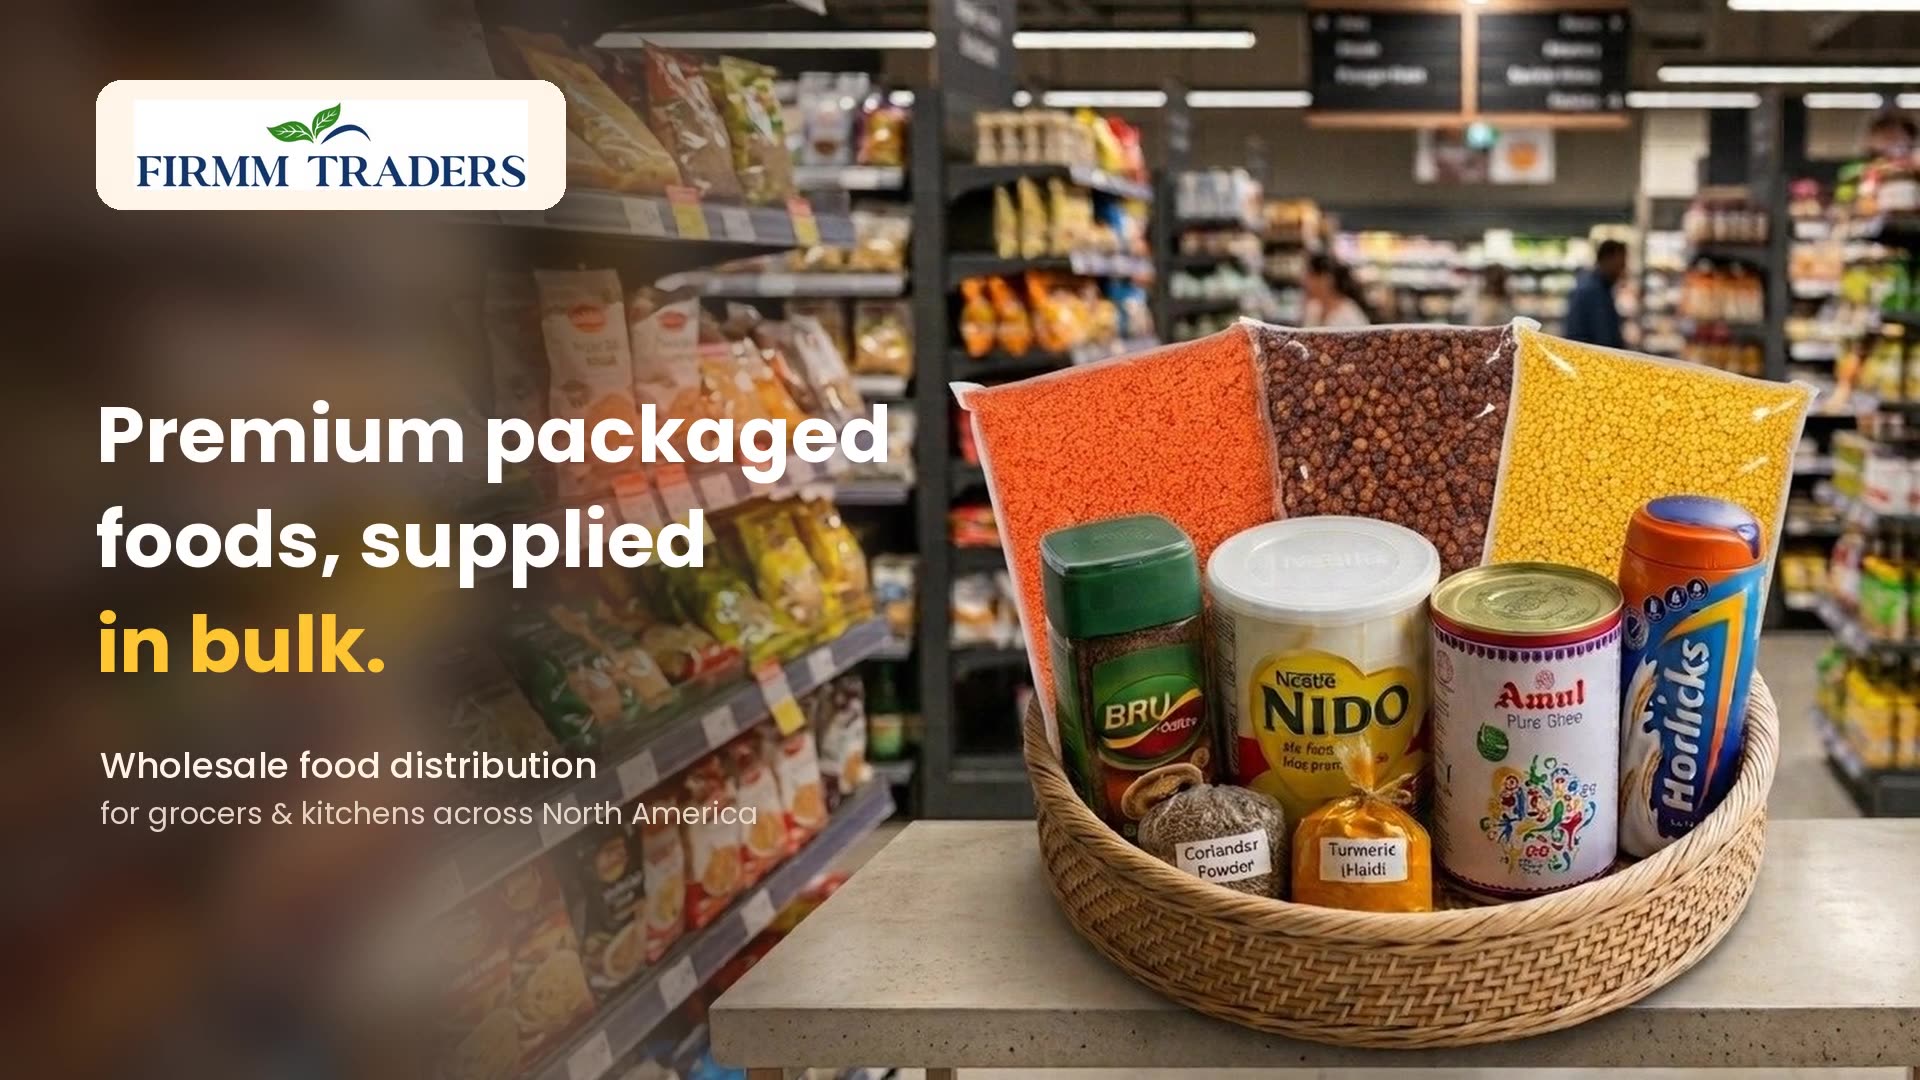 FIRMM TRADERS
Premium packaged
foods, supplied
in bulk.
Wholesale food distribution
for grocers & kitchens across North America
BRU
Nestlé
NIDO
Amul
Pure Ghee
Horlicks
Coriandsr
Powder
Turmeric
(Haldi